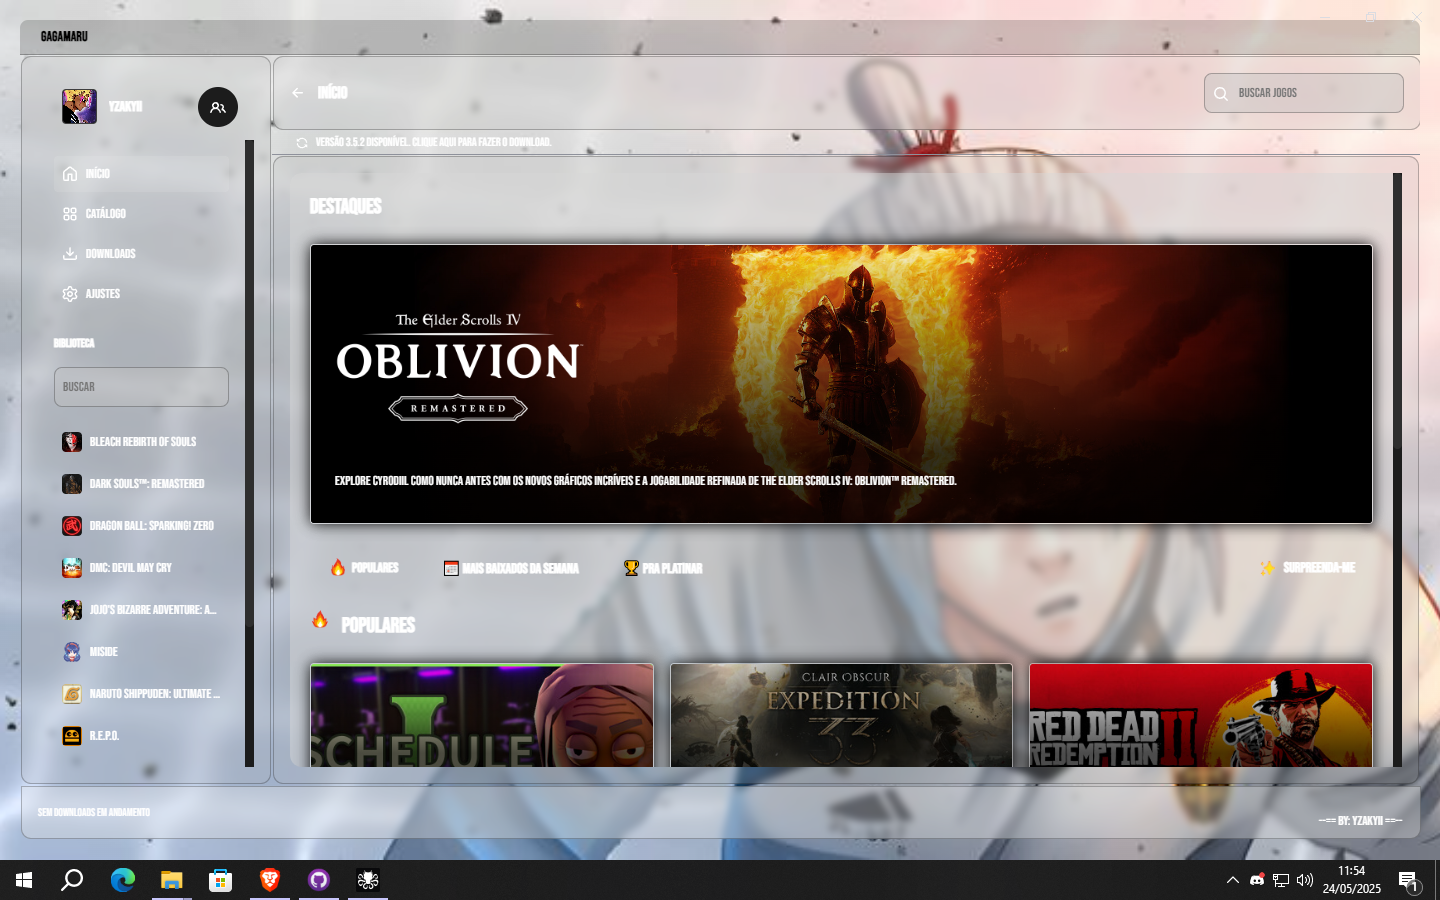 GAGAMARU
YZAKYII
INÍCIO
BUSCAR JOGOS
VERSÃO 3.5.2 DISPONÍVEL. CLIQUE AQUI PARA FAZER O DOWNLOAD.
INÍCIO
CATÁLOGO
DOWNLOADS
AJUSTES
BIBLIOTECA
BUSCAR
BLEACH REBIRTH OF SOULS
DARK SOULS™: REMASTERED
DRAGON BALL: SPARKING! ZERO
DMC: DEVIL MAY CRY
JOJO'S BIZARRE ADVENTURE: A...
MISIDE
NARUTO SHIPPUDEN: ULTIMATE ...
R.E.P.O.
DESTAQUES
The Elder Scrolls IV
OBLIVION
REMASTERED
EXPLORE CYRODIIL COMO NUNCA ANTES COM OS NOVOS GRÁFICOS INCRÍVEIS E A JOGABILIDADE REFINADA DE THE ELDER SCROLLS IV: OBLIVION™ REMASTERED.
POPULARES
MAIS BAIXADOS DA SEMANA
PRA PLATINAR
SURPREENDA-ME
POPULARES
SCHEDULE I
CLAIR OBSCUR
EXPEDITION
33
RED DEAD
REDEMPTION II
SEM DOWNLOADS EM ANDAMENTO
—== BY: YZAKYII ==—
11:54
24/05/2025
1